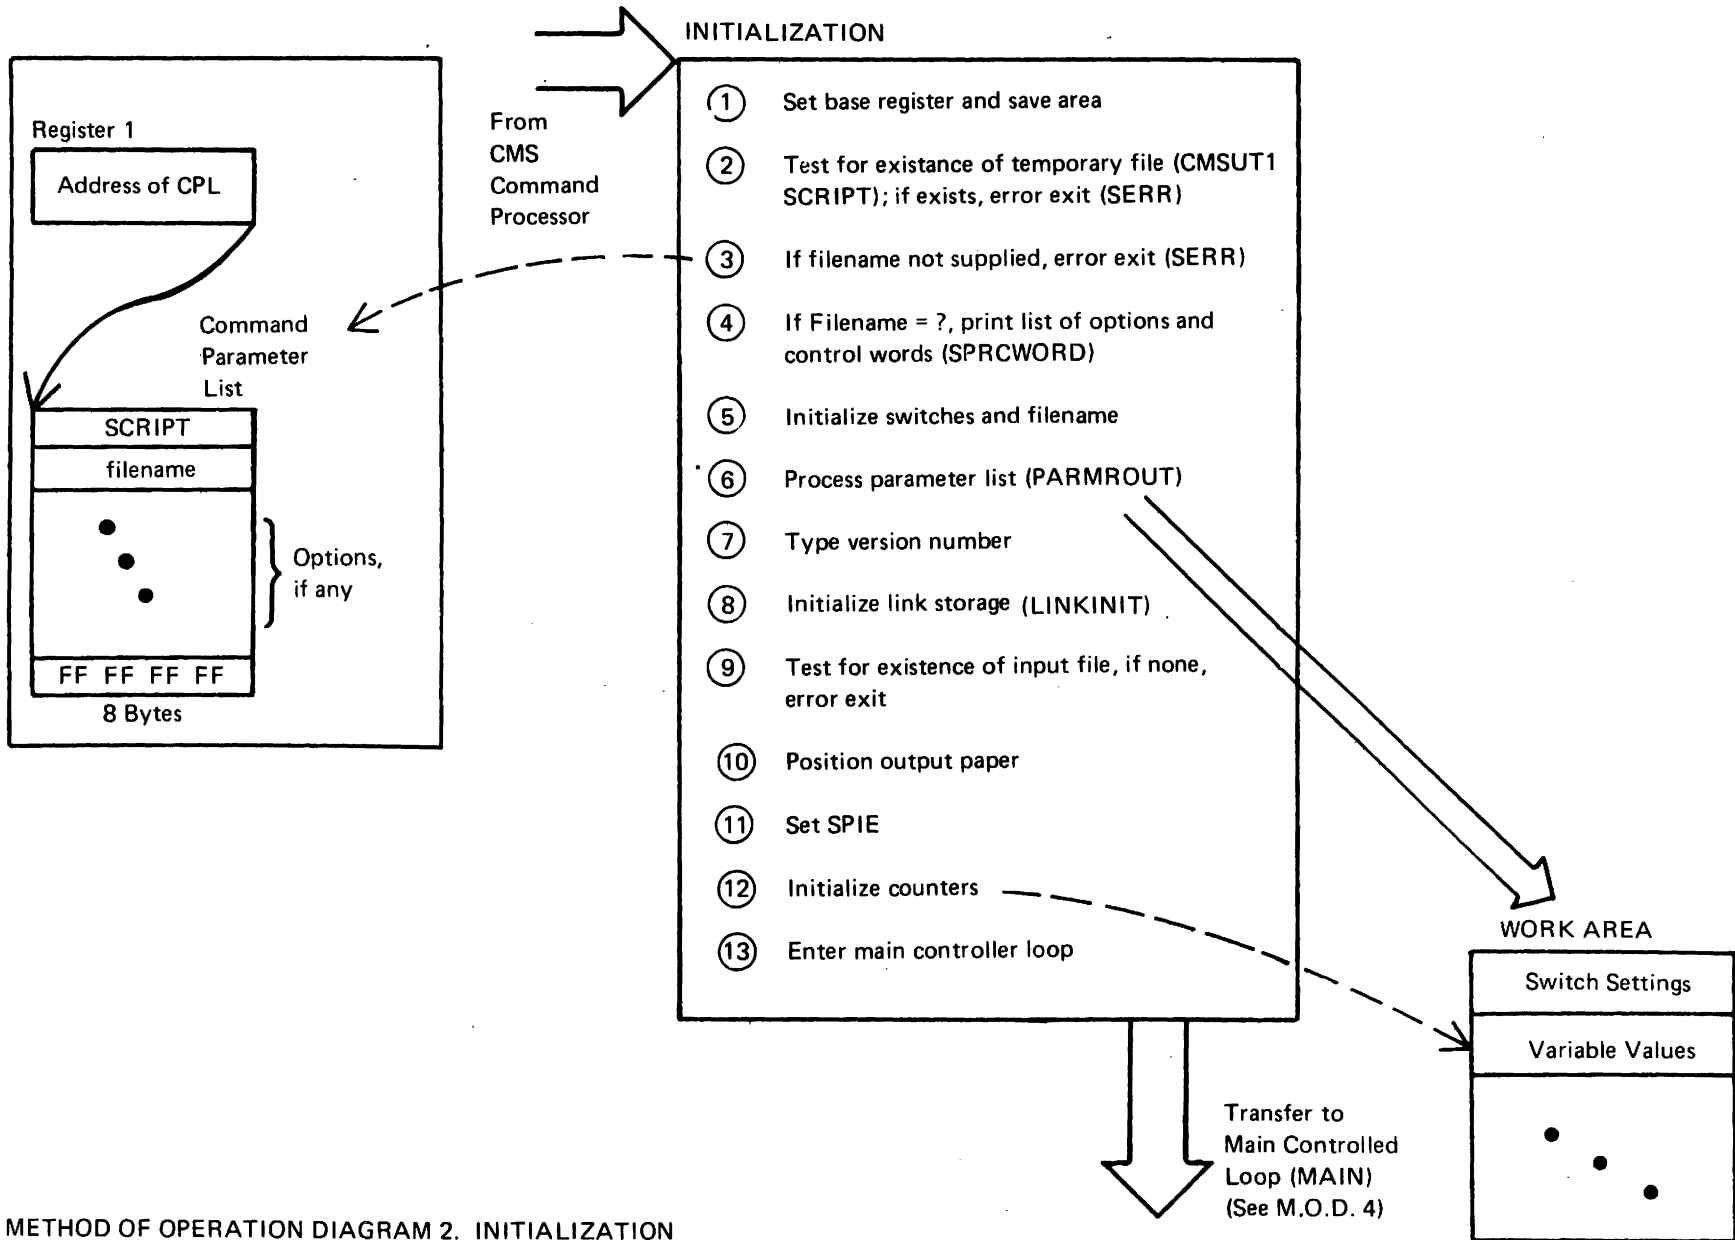 INITIALIZATION
Register 1
Address of CPL
Command
Parameter
List
SCRIPT
filename
Options,
if any
FF FF FF FF
8 Bytes
From
CMS
Command
Processor
1 Set base register and save area
2 Test for existance of temporary file (CMSUT1
SCRIPT); if exists, error exit (SERR)
3 If filename not supplied, error exit (SERR)
4 If Filename = ?, print list of options and
control words (SPRCWORD)
5 Initialize switches and filename
6 Process parameter list (PARMROUT)
7 Type version number
8 Initialize link storage (LINKINIT)
9 Test for existence of input file, if none,
error exit
10 Position output paper
11 Set SPIE
12 Initialize counters
13 Enter main controller loop
WORK AREA
Switch Settings
Variable Values
Transfer to
Main Controlled
Loop (MAIN)
(See M.O.D. 4)
METHOD OF OPERATION DIAGRAM 2. INITIALIZATION